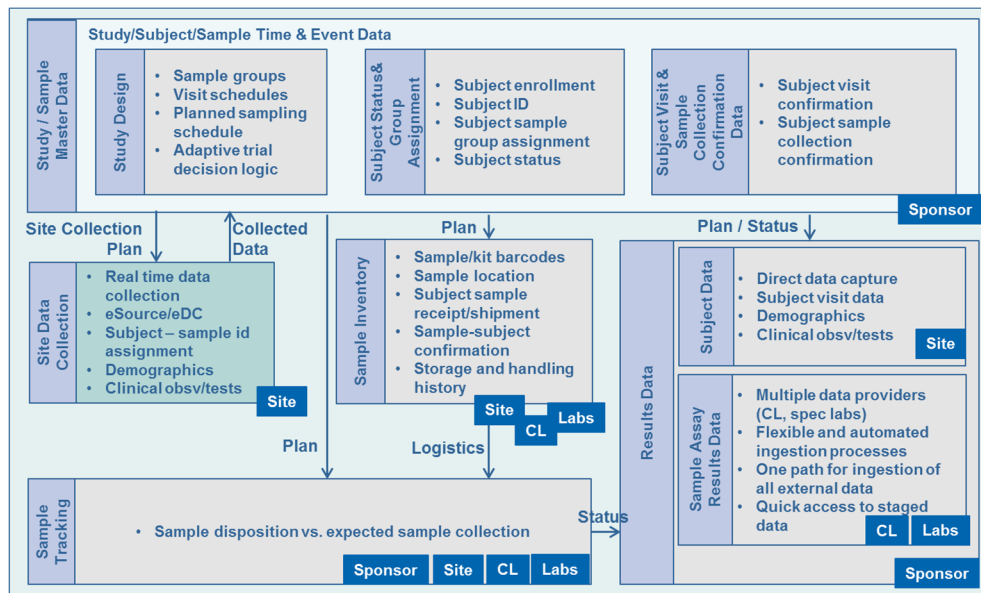 Study/Subject/Sample Time & Event Data
Study / Sample
Master Data
Study Design
• Sample groups
• Visit schedules
• Planned sampling
schedule
• Adaptive trial
decision logic
Subject Status&
Group
Assignment
• Subject enrollment
• Subject ID
• Subject sample
group assignment
• Subject status
Subject Visit &
Sample
Collection
Confirmation
Data
• Subject visit
confirmation
• Subject sample
collection
confirmation
Sponsor
Site Collection
Plan
Collected
Data
Plan
Plan / Status
Site Data
Collection
• Real time data
collection
• eSource/eDC
• Subject – sample id
assignment
• Demographics
• Clinical obsv/tests
Site
Sample Inventory
• Sample/kit barcodes
• Sample location
• Subject sample
receipt/shipment
• Sample-subject
confirmation
• Storage and handling
history
Site
CL
Labs
Results Data
Subject Data
• Direct data capture
• Subject visit data
• Demographics
• Clinical obsv/tests
Site
Sample Assay
Results Data
• Multiple data providers
(CL, spec labs)
• Flexible and automated
ingestion processes
• One path for ingestion of
all external data
• Quick access to staged
data
CL
Labs
Sponsor
Plan
Logistics
Sample
Tracking
• Sample disposition vs. expected sample collection
Status
Sponsor
Site
CL
Labs